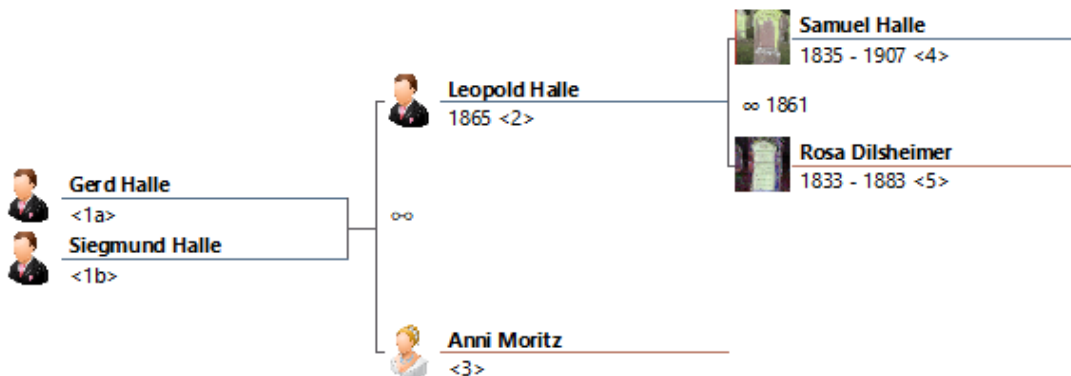 Samuel Halle
1835 - 1907 <4>
Leopold Halle
1865 <2>
∞ 1861
Rosa Dilsheimer
1833 - 1883 <5>
Gerd Halle
<1a>
Siegmund Halle
<1b>
Anni Moritz
<3>